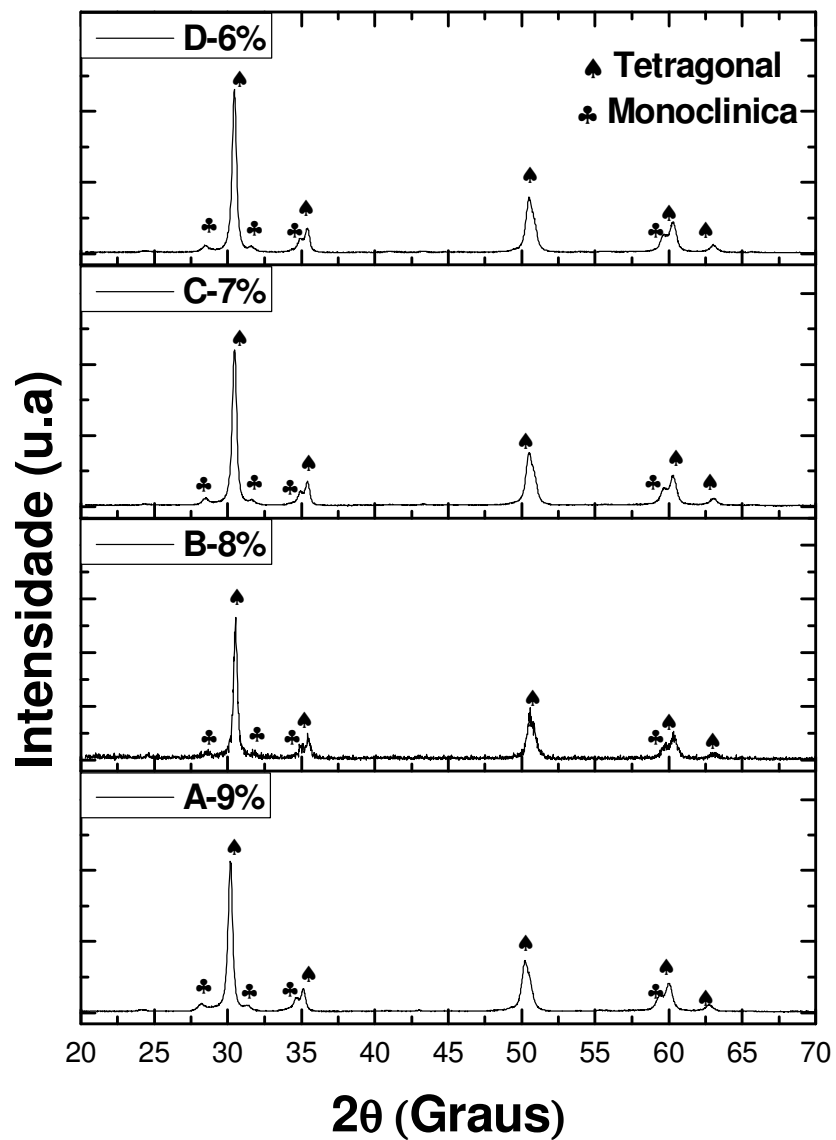 D-6%
♠ Tetragonal
♣ Monoclinica
C-7%
B-8%
A-9%
Intensidade (u.a)
20 25 30 35 40 45 50 55 60 65 70
2θ (Graus)